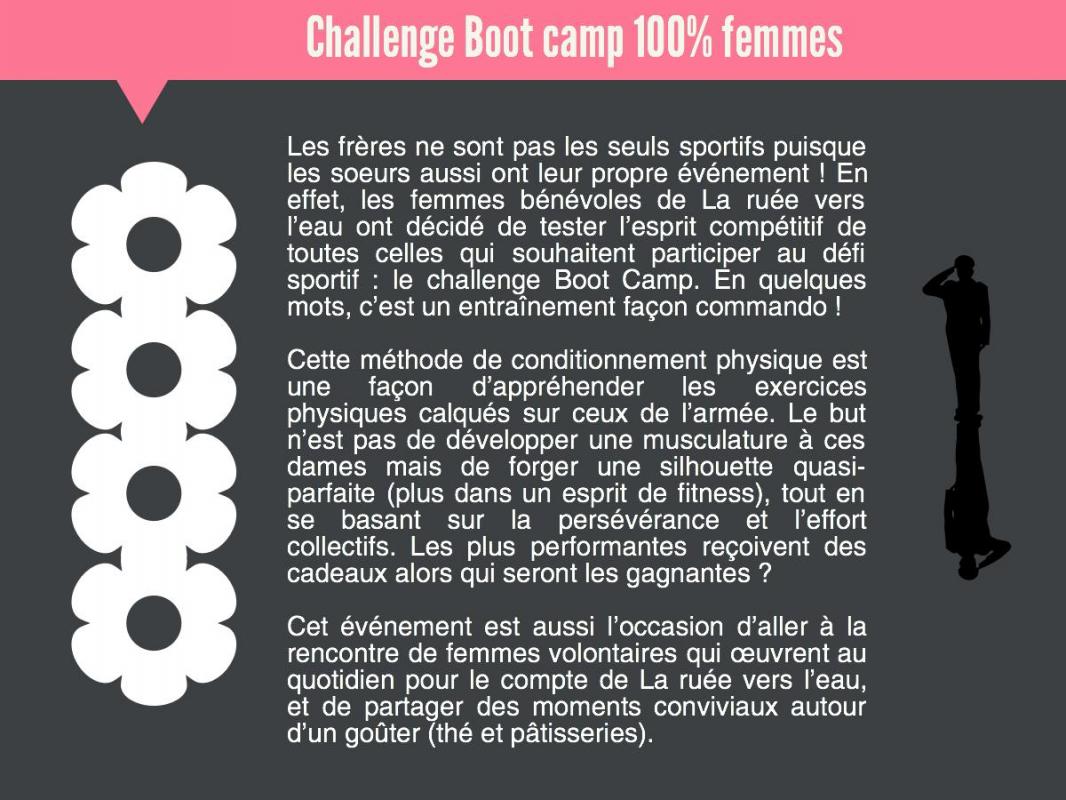 Challenge Boot camp 100% femmes
Les frères ne sont pas les seuls sportifs puisque
les soeurs aussi ont leur propre événement ! En
effet, les femmes bénévoles de La ruée vers
l’eau ont décidé de tester l’esprit compétitif de
toutes celles qui souhaitent participer au défi
sportif : le challenge Boot Camp. En quelques
mots, c’est un entraînement façon commando !
Cette méthode de conditionnement physique est
une façon d’appréhender les exercices
physiques calqués sur ceux de l’armée. Le but
n’est pas de développer une musculature à ces
dames mais de forger une silhouette quasi-
parfaite (plus dans un esprit de fitness), tout en
se basant sur la persévérance et l’effort
collectifs. Les plus performantes reçoivent des
cadeaux alors qui seront les gagnantes ?
Cet événement est aussi l’occasion d’aller à la
rencontre de femmes volontaires qui œuvrent au
quotidien pour le compte de La ruée vers l’eau,
et de partager des moments conviviaux autour
d’un goûter (thé et pâtisseries).